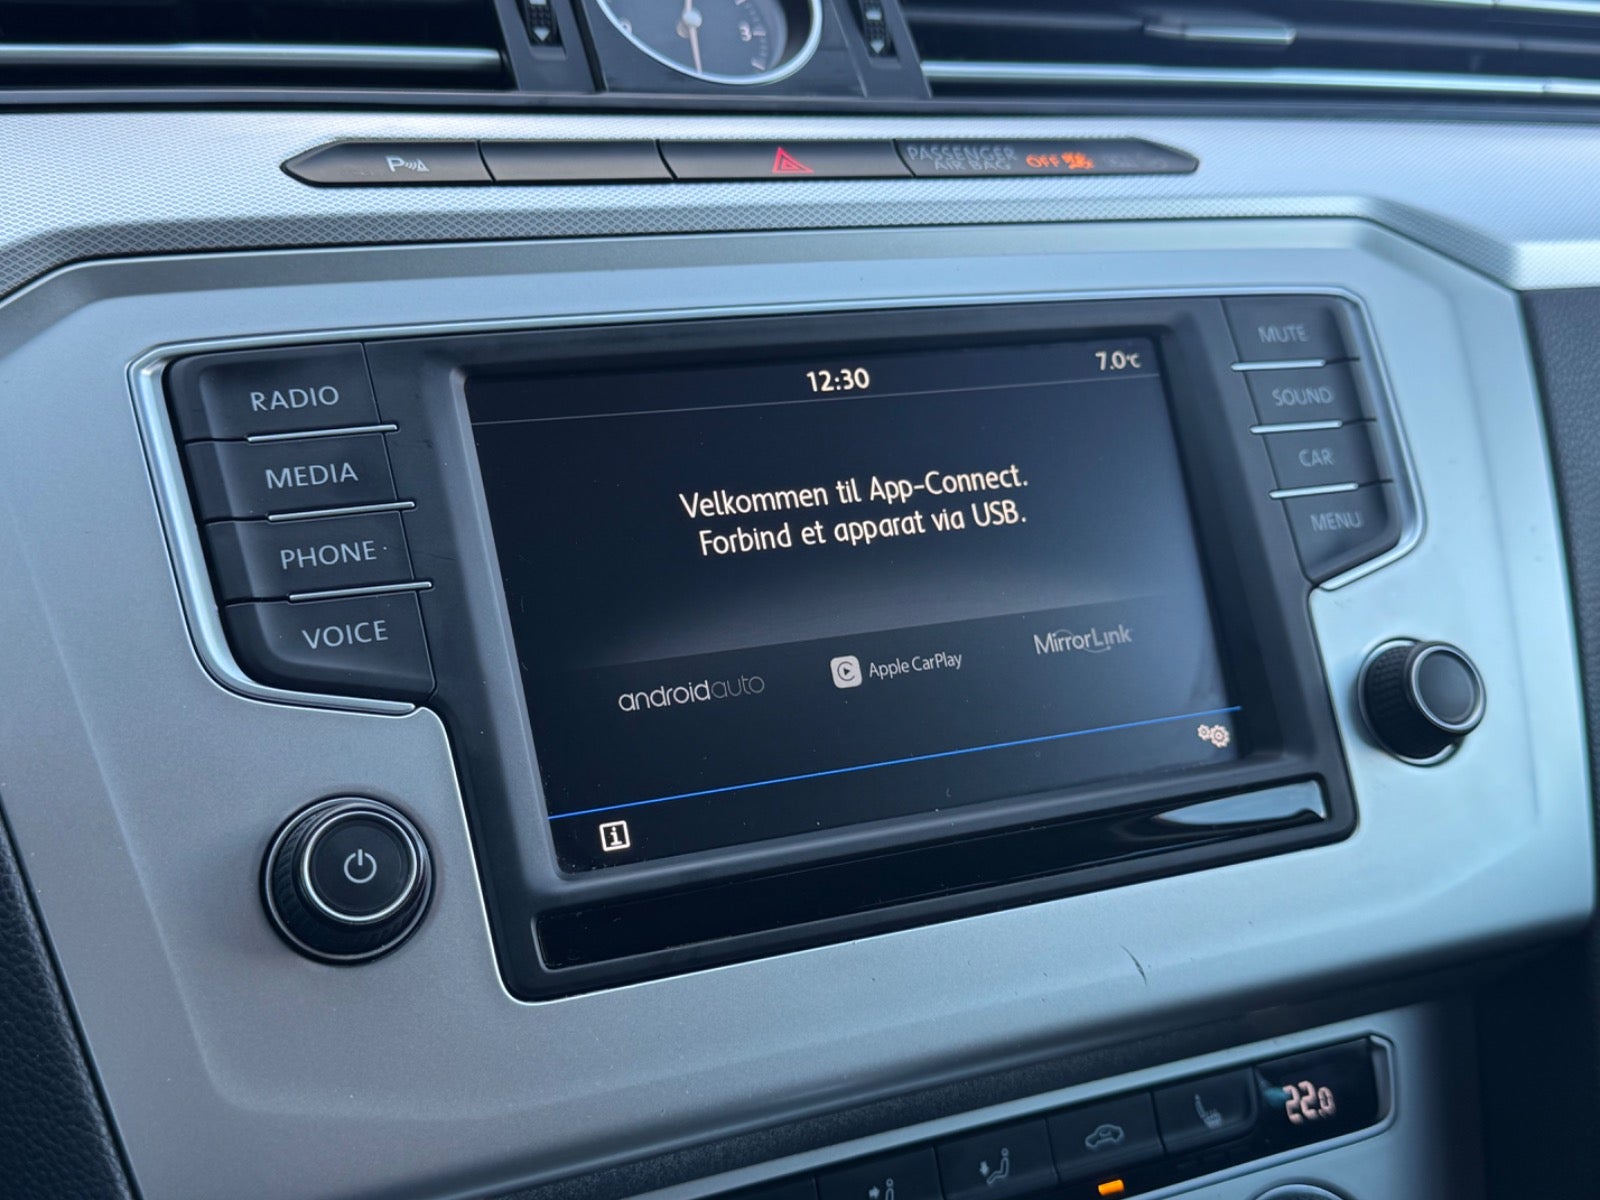 3
P
PASSENGER
AIR BAG OFF
RADIO
MEDIA
PHONE
VOICE
12:30
7.0°C
Velkommen til App-Connect.
Forbind et apparat via USB.
androidauto
Apple CarPlay
MirrorLink
i
MUTE
SOUND
CAR
MENU
22.0